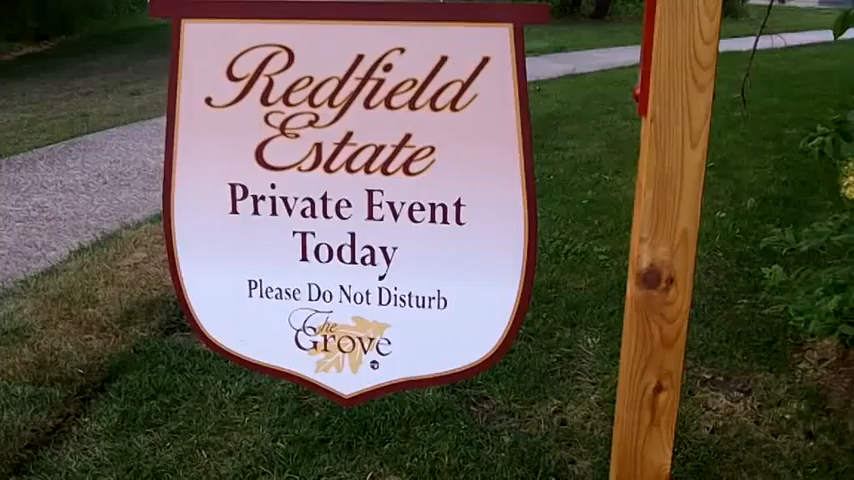 Redfield
Estate
Private Event
Today
Please Do Not Disturb
The
Grove